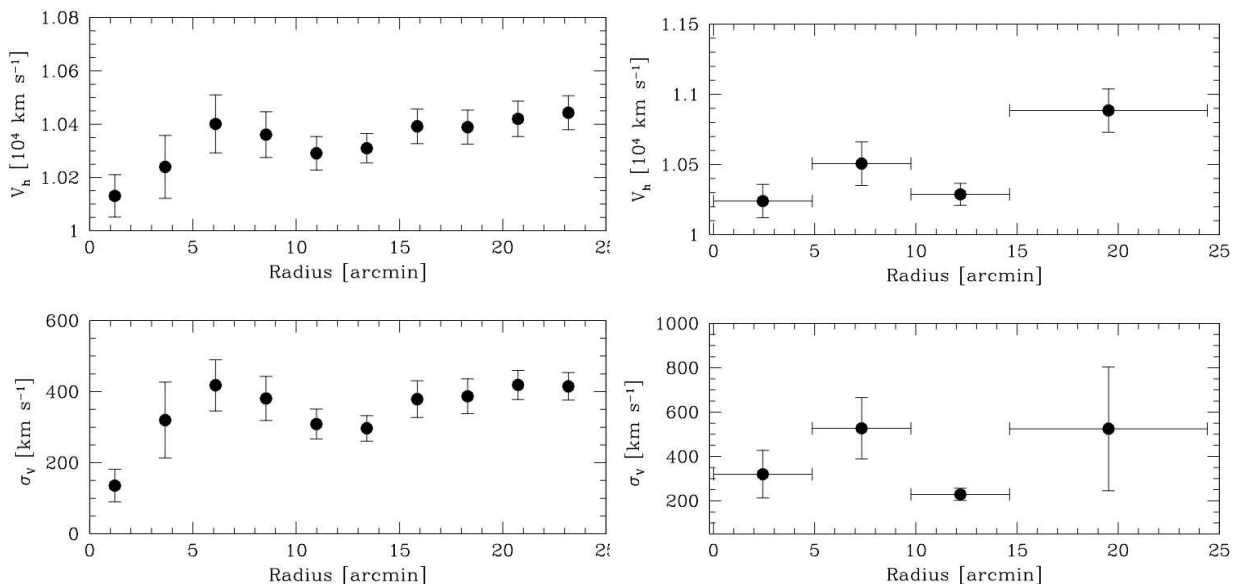 1.08
1.06
1.04
1.02
1
V_h [10⁴ km s⁻¹]
0 5 10 15 20 25
Radius [arcmin]
1.15
1.1
1.05
1
V_h [10⁴ km s⁻¹]
0 5 10 15 20 25
Radius [arcmin]
600
400
200
0
σ_V [km s⁻¹]
0 5 10 15 20 25
Radius [arcmin]
1000
800
600
400
200
σ_V [km s⁻¹]
0 5 10 15 20 25
Radius [arcmin]